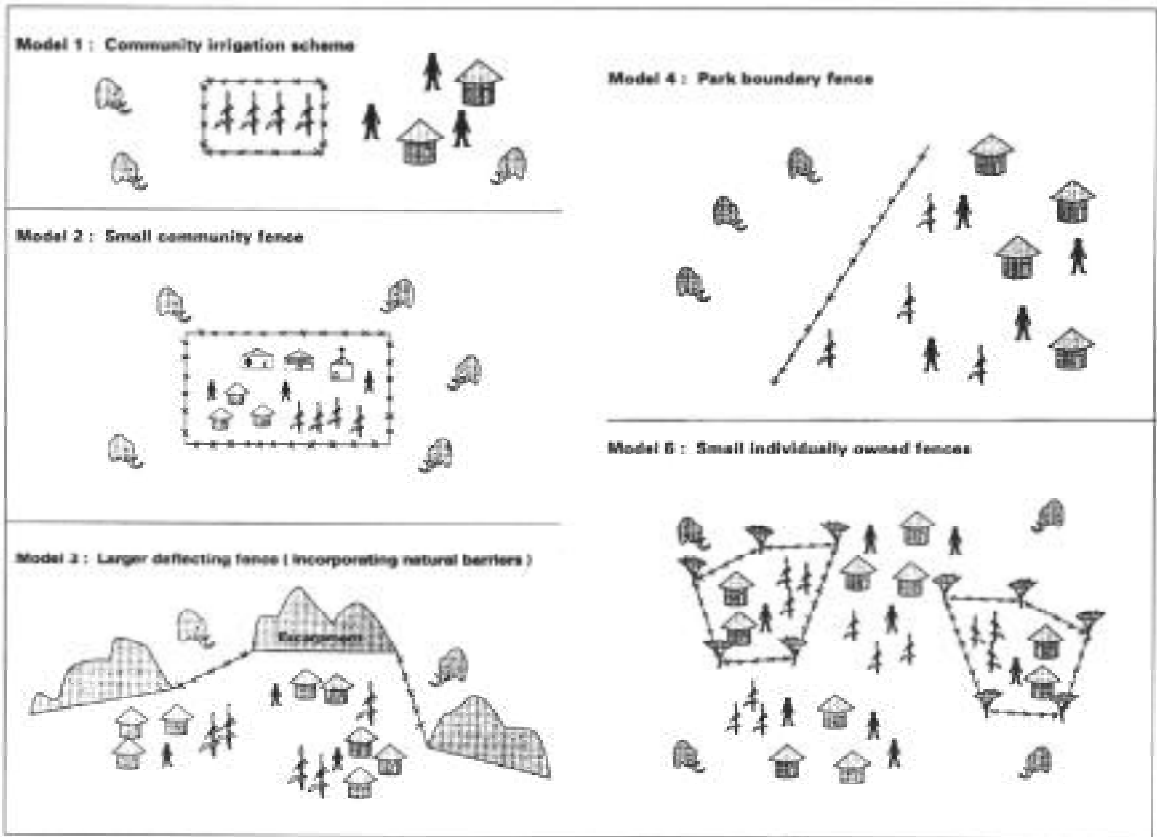 Model 1 : Community irrigation scheme
Model 2 : Small community fence
Model 3 : Larger deflecting fence ( incorporating natural barriers )
Escarpment
Model 4 : Park boundary fence
Model 5 : Small individually owned fences